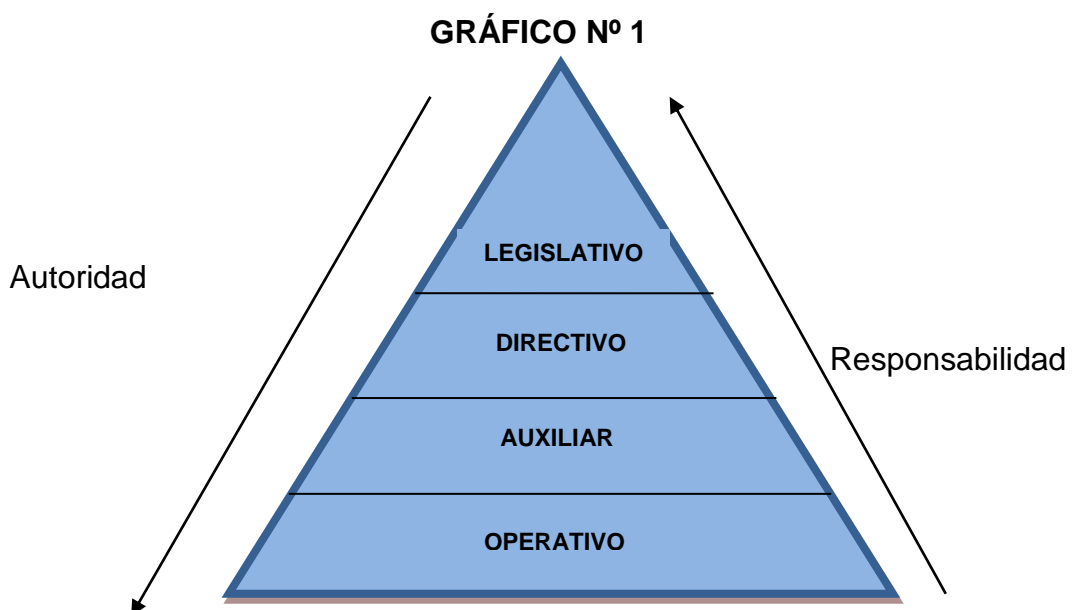 GRÁFICO Nº 1
LEGISLATIVO
Autoridad
DIRECTIVO
Responsabilidad
AUXILIAR
OPERATIVO